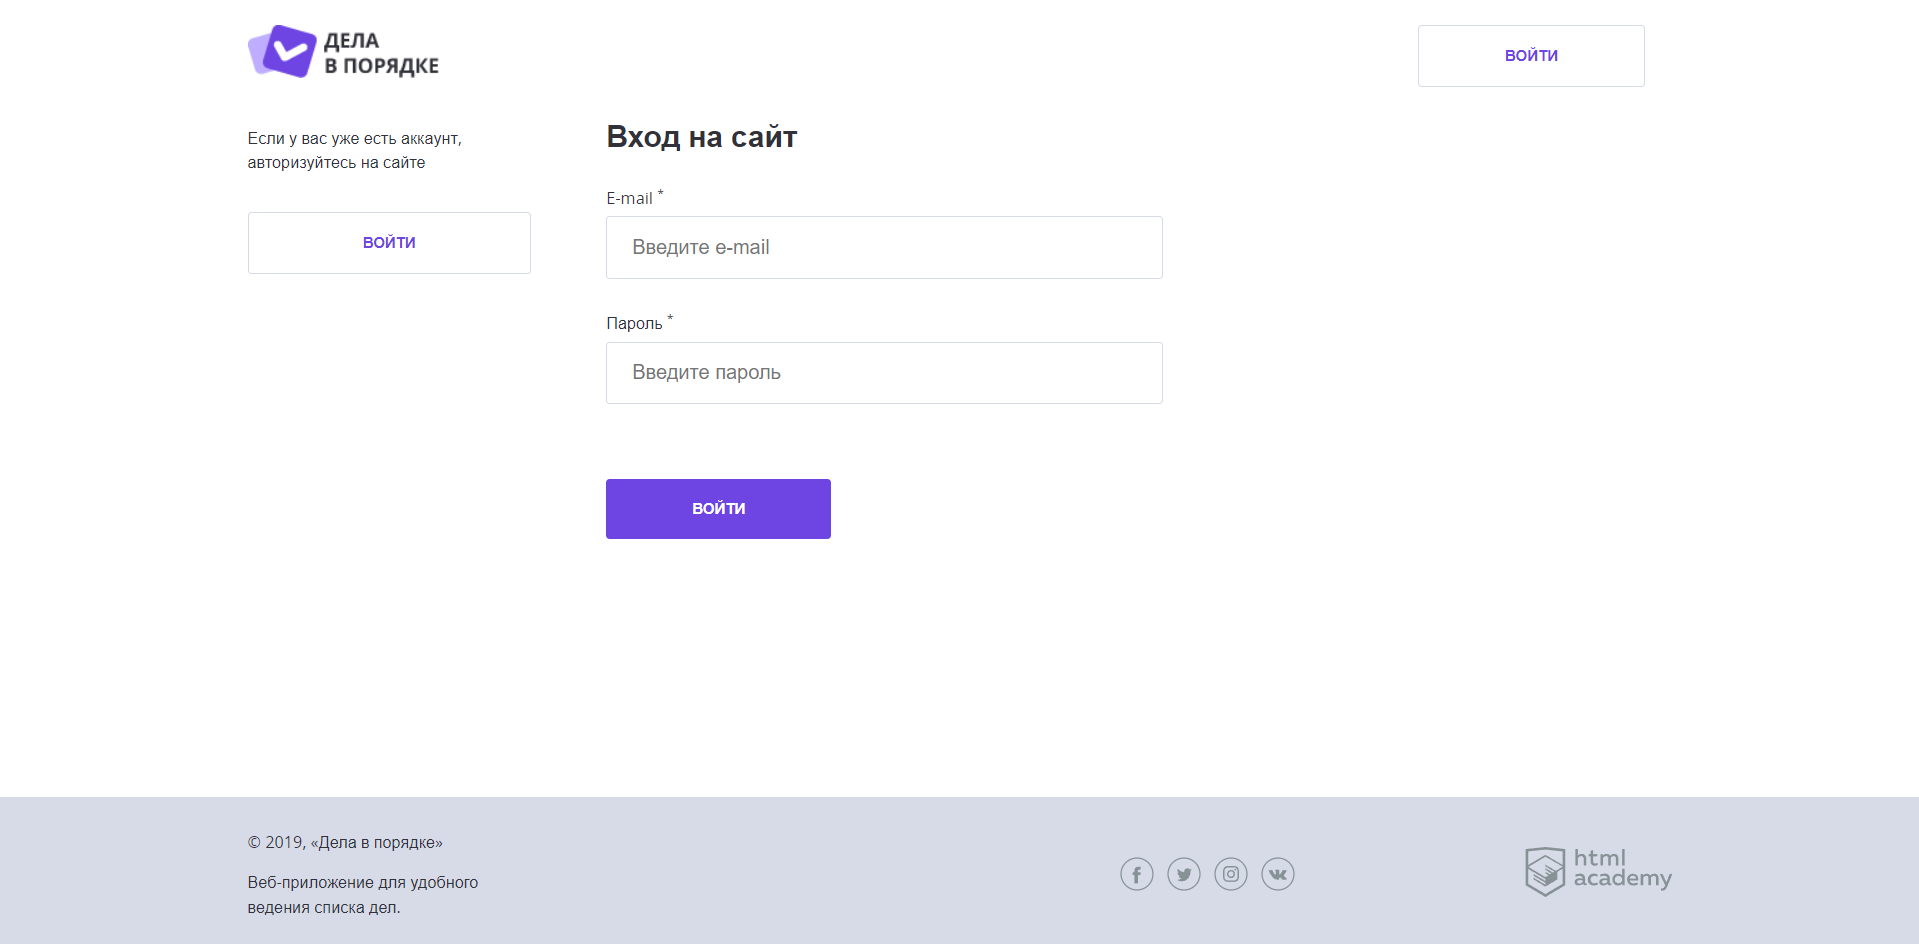 ДЕЛА
В ПОРЯДКЕ
ВОЙТИ
Если у вас уже есть аккаунт,
авторизуйтесь на сайте
ВОЙТИ
Вход на сайт
E-mail *
Введите e-mail
Пароль *
Введите пароль
ВОЙТИ
© 2019, «Дела в порядке»
Веб-приложение для удобного
ведения списка дел.
html
academy